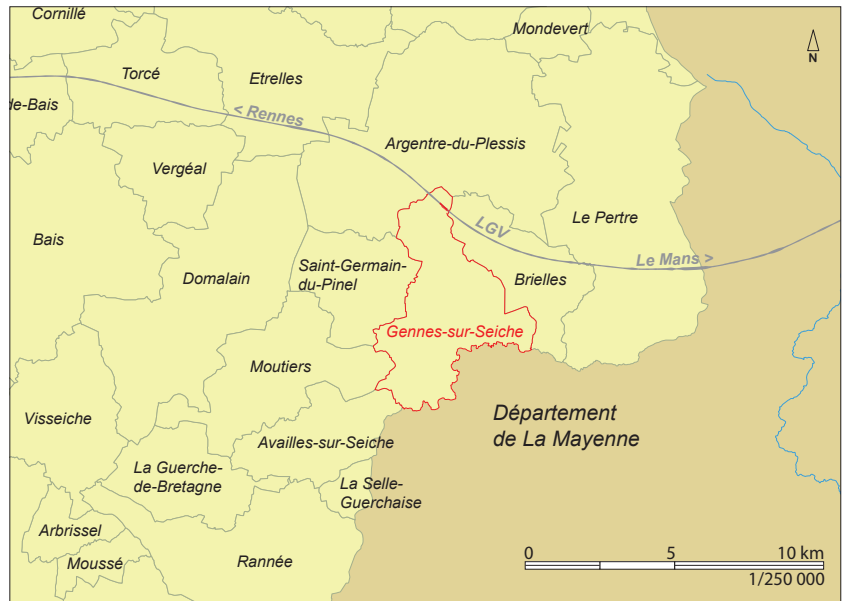 Cornillé
Mondevert
N
Torcé
Etrelles
de-Bais
< Rennes
Argentre-du-Plessis
Vergéal
Le Pertre
LGV
Bais
Le Mans >
Saint-Germain-
du-Pinel
Domalain
Brielles
Gennes-sur-Seiche
Moutiers
Visseiche
Département
de La Mayenne
Availles-sur-Seiche
La Guerche-
de-Bretagne
La Selle-
Guerchaise
Arbrissel
Moussé
Rannée
0 5 10 km
1/250 000